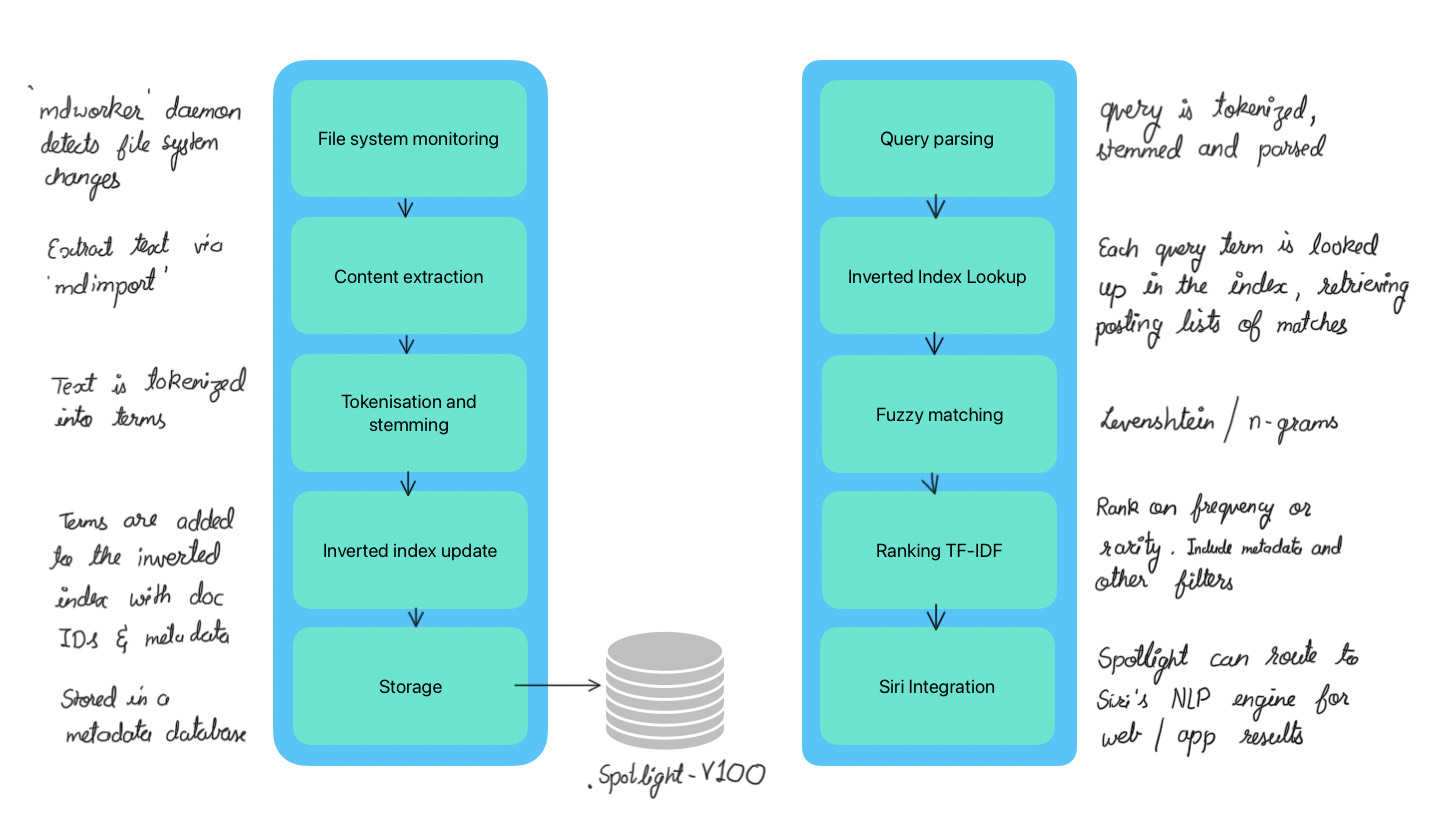 'mdworker' daemon
detects file system
changes
File system monitoring
Extract text via
'mdimport'
Content extraction
Text is tokenized
into terms
Tokenisation and
stemming
Terms are added
to the inverted
index with doc
IDs & metadata
Inverted index update
Stored in a
metadata database
Storage
.Spotlight-V100
Query parsing
query is tokenized,
stemmed and parsed
Inverted Index Lookup
Each query term is looked
up in the index, retrieving
posting lists of matches
Fuzzy matching
Levenshtein / n-grams
Ranking TF-IDF
Rank on frequency or
rarity. Include metadata and
other filters
Siri Integration
Spotlight can route to
Siri's NLP engine for
web / app results